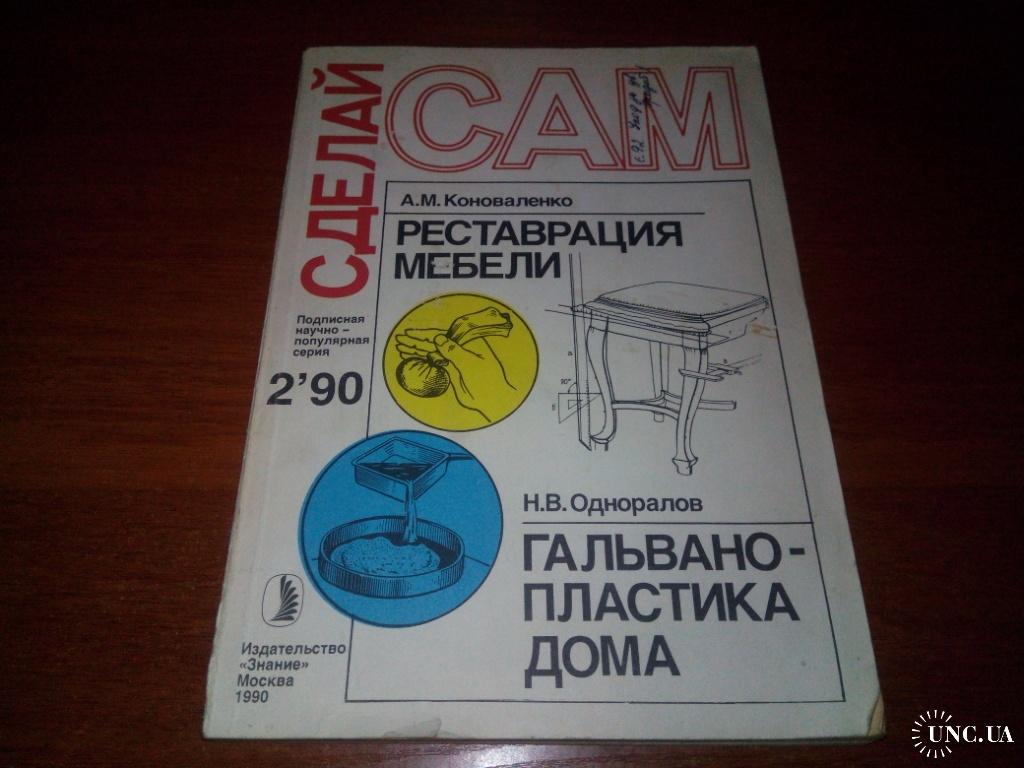 СДЕЛАЙ
САМ
А.М. Коноваленко
РЕСТАВРАЦИЯ
МЕБЕЛИ
Подписная
научно –
популярная
серия
2’90
90°
Н.В. Одноралов
ГАЛЬВАНО-
ПЛАСТИКА
ДОМА
Издательство
«Знание»
Москва
1990
UNC.UA